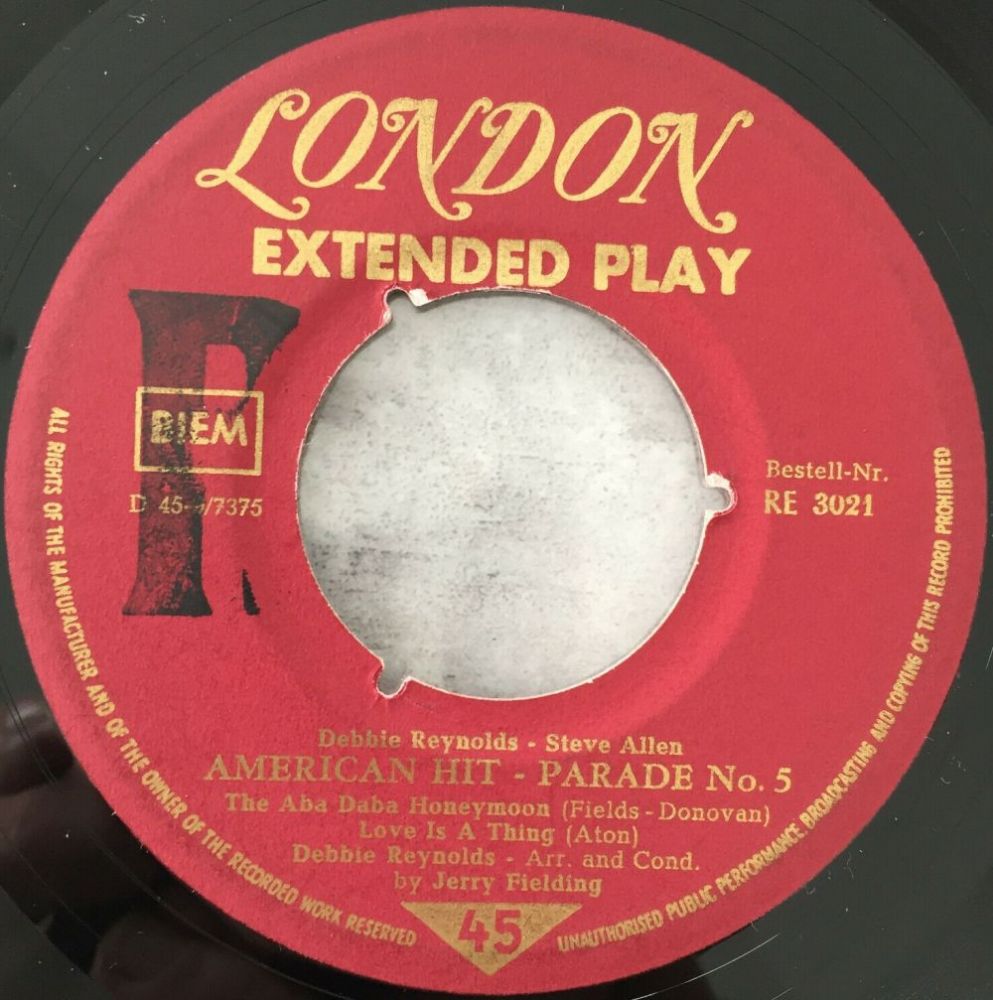 LONDON
EXTENDED PLAY
R
BIEM
D 45- /7375
Bestell-Nr.
RE 3021
Debbie Reynolds - Steve Allen
AMERICAN HIT - PARADE No. 5
The Aba Daba Honeymoon (Fields - Donovan)
Love Is A Thing (Aton)
Debbie Reynolds - Arr. and Cond.
by Jerry Fielding
45
ALL RIGHTS OF THE MANUFACTURER AND OF THE OWNER OF THE RECORDED WORK RESERVED
UNAUTHORISED PUBLIC PERFORMANCE, BROADCASTING AND COPYING OF THIS RECORD PROHIBITED